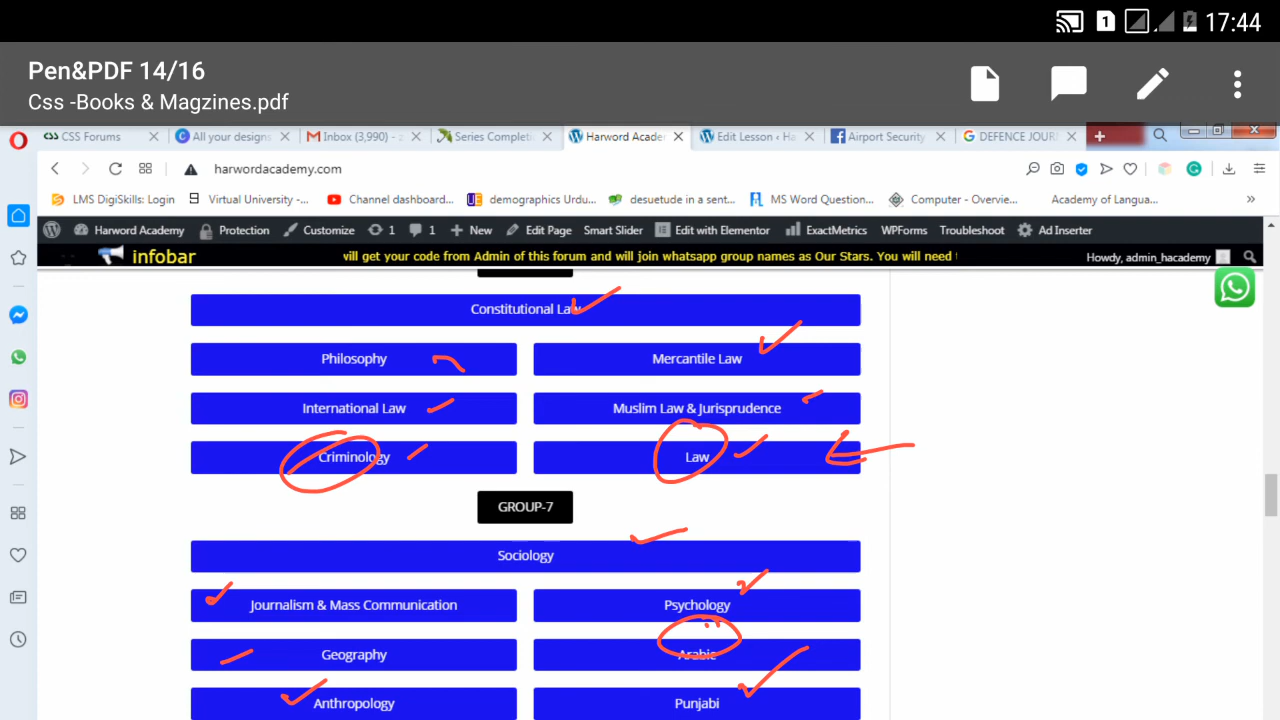 17:44
Pen&PDF 14/16
Css -Books & Magzines.pdf
CSS Forums
All your designs
Inbox (3,990) -
Series Complet
Harword Acader
Edit Lesson ‹ Ha
Airport Security
DEFENCE JOUR
harwordacademy.com
LMS DigiSkills: Login
Virtual University -...
Channel dashboard...
demographics Urdu...
desuetude in a sent...
MS Word Question...
Computer - Overvie...
Academy of Langua...
Harword Academy
Protection
Customize
1
1
New
Edit Page
Smart Slider
Edit with Elementor
ExactMetrics
WPForms
Troubleshoot
Ad Inserter
infobar
will get your code from Admin of this forum and will join whatsapp group names as Our Stars. You will need
Howdy, admin_hacademy
Constitutional Law
Philosophy
Mercantile Law
International Law
Muslim Law & Jurisprudence
Criminology
Law
GROUP-7
Sociology
Journalism & Mass Communication
Psychology
Geography
Arabic
Anthropology
Punjabi